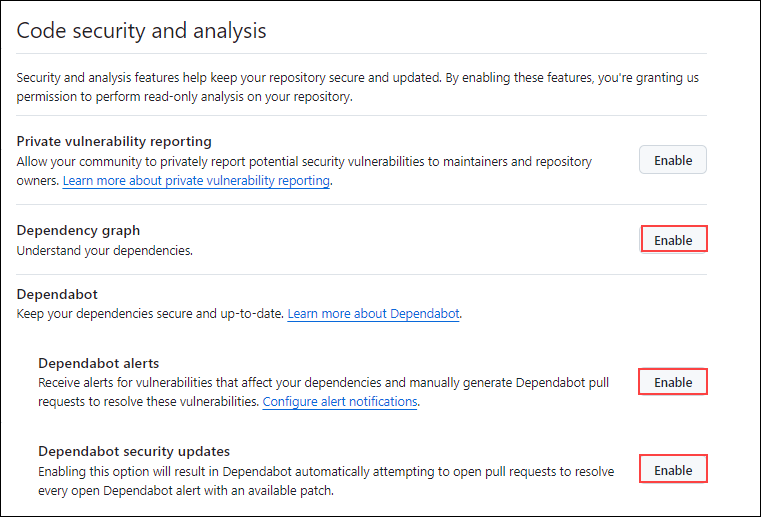 Code security and analysis
Security and analysis features help keep your repository secure and updated. By enabling these features, you're granting us
permission to perform read-only analysis on your repository.
Private vulnerability reporting
Allow your community to privately report potential security vulnerabilities to maintainers and repository
owners. Learn more about private vulnerability reporting.
Enable
Dependency graph
Understand your dependencies.
Enable
Dependabot
Keep your dependencies secure and up-to-date. Learn more about Dependabot.
Dependabot alerts
Receive alerts for vulnerabilities that affect your dependencies and manually generate Dependabot pull
requests to resolve these vulnerabilities. Configure alert notifications.
Enable
Dependabot security updates
Enabling this option will result in Dependabot automatically attempting to open pull requests to resolve
every open Dependabot alert with an available patch.
Enable